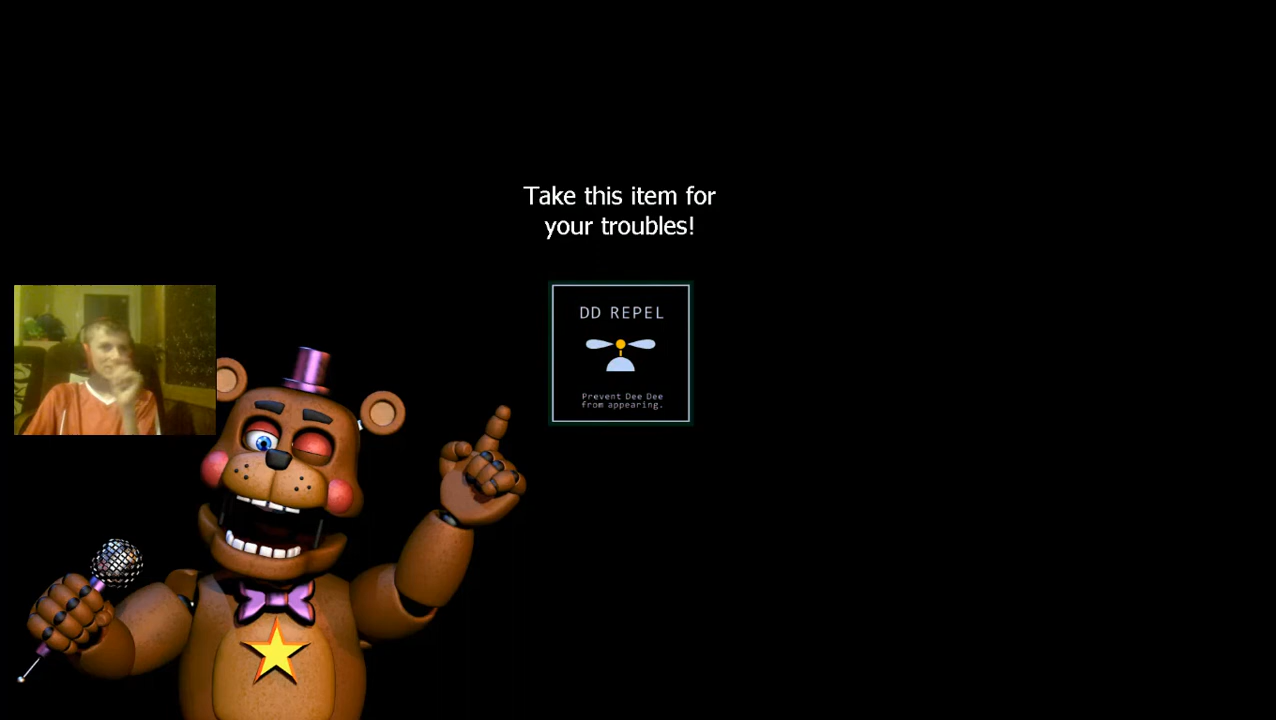 Take this item for
your troubles!
DD REPEL
Prevent Dee Dee
from appearing.